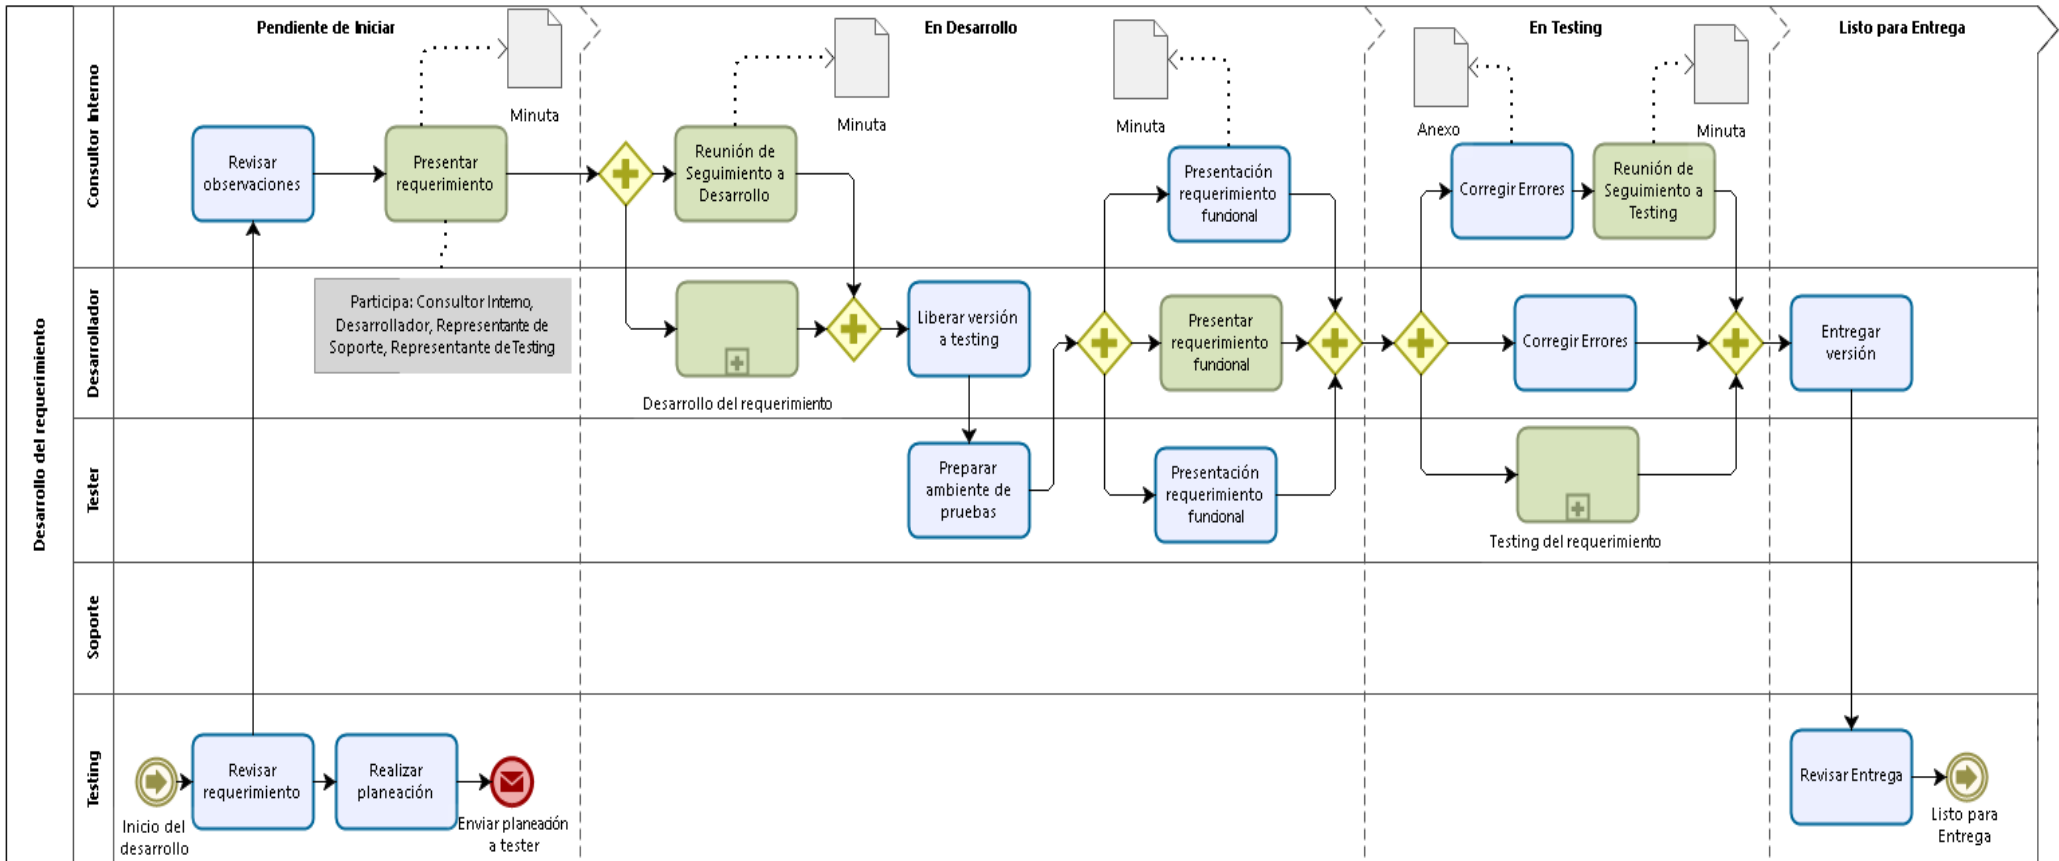 Desarrollo del requerimiento
Pendiente de Iniciar
En Desarrollo
En Testing
Listo para Entrega
Consultor Interno
Revisar
observaciones
Presentar
requerimiento
Minuta
Reunión de
Seguimiento a
Desarrollo
Minuta
Minuta
Presentación
requerimiento
funcional
Anexo
Corregir Errores
Minuta
Reunión de
Seguimiento a
Testing
Desarrollador
Participa: Consultor Interno,
Desarrollador, Representante de
Soporte, Representante de Testing
Desarrollo del requerimiento
Liberar versión
a testing
Presentar
requerimiento
funcional
Corregir Errores
Entregar
versión
Tester
Preparar
ambiente de
pruebas
Presentación
requerimiento
funcional
Testing del requerimiento
Soporte
Testing
Inicio del
desarrollo
Revisar
requerimiento
Realizar
planeación
Enviar planeación
a tester
Revisar Entrega
Listo para
Entrega